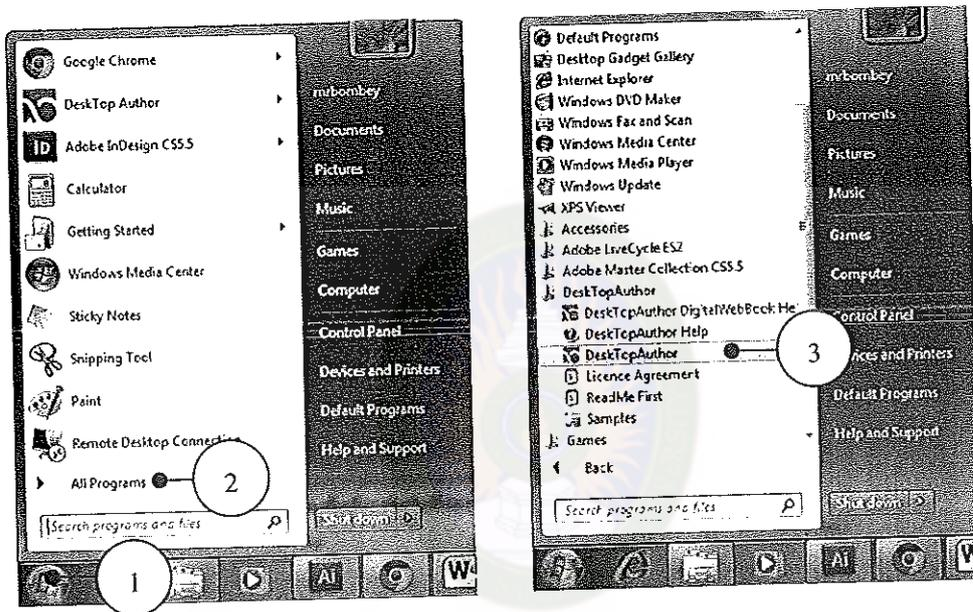 Google Chrome
DeskTop Author
Adobe InDesign CS5.5
Calculator
Getting Started
Windows Media Center
Sticky Notes
Snipping Tool
Paint
Remote Desktop Connection
All Programs
2
Search programs and files
1
mrbombey
Documents
Pictures
Music
Games
Computer
Control Panel
Devices and Printers
Default Programs
Help and Support
Shut down
ID
Ai
W
Default Programs
Desktop Gadget Gallery
Internet Explorer
Windows DVD Maker
Windows Fax and Scan
Windows Media Center
Windows Media Player
Windows Update
XPS Viewer
Accessories
Adobe LiveCycle ES2
Adobe Master Collection CS5.5
DeskTopAuthor
DeskTopAuthor DigitalWebBook He
DeskTopAuthor Help
DeskTopAuthor
3
Licence Agreement
ReadMe First
Samples
Games
Back
Search programs and files
mrbombey
Documents
Pictures
Music
Games
Computer
Control Panel
vices and Printers
Default Programs
Help and Support
Shut down
Ai
W